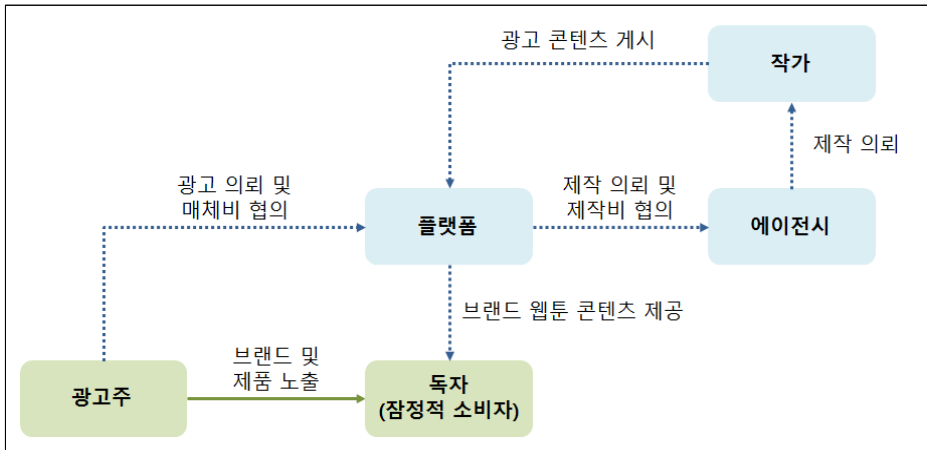 광고 콘텐츠 게시
작가
제작 의뢰
광고 의뢰 및
매체비 협의
플랫폼
제작 의뢰 및
제작비 협의
에이전시
브랜드 웹툰 콘텐츠 제공
광고주
브랜드 및
제품 노출
독자
(잠정적 소비자)